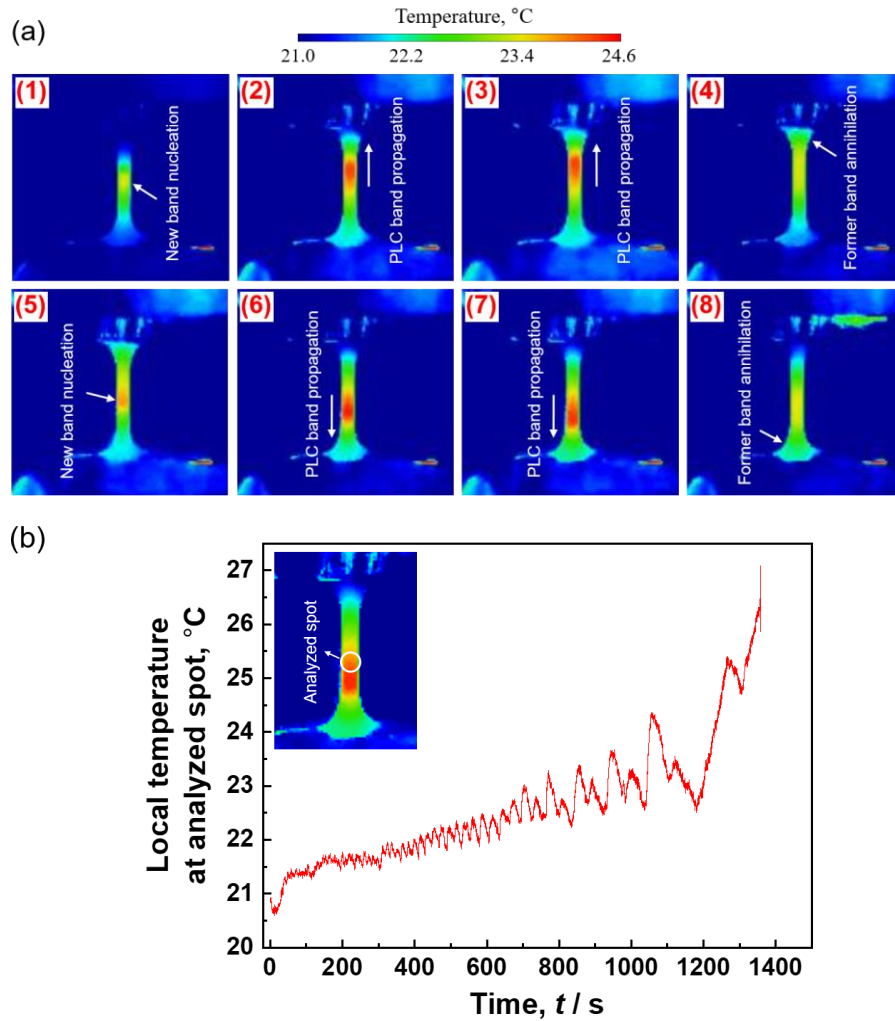 (a)
Temperature, °C
21.0 22.2 23.4 24.6
(1)
New band nucleation
(2)
PLC band propagation
(3)
PLC band propagation
(4)
Former band annihilation
(5)
New band nucleation
(6)
PLC band propagation
(7)
PLC band propagation
(8)
Former band annihilation
(b)
Local temperature
at analyzed spot, °C
27
26
25
24
23
22
21
20
Analyzed spot
0 200 400 600 800 1000 1200 1400
Time, t / s